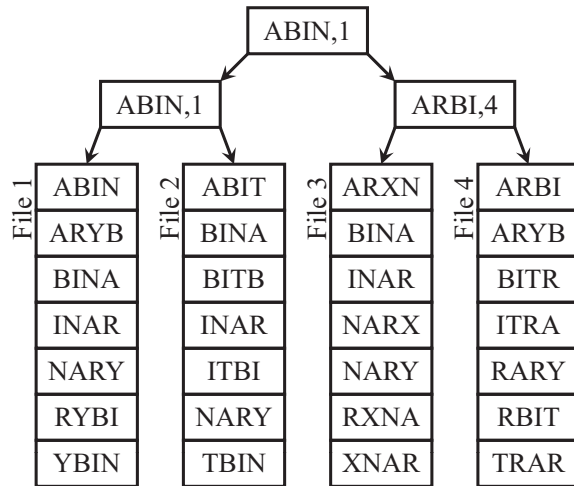 ABIN,1
ABIN,1 ARBI,4
File 1 File 2 File 3 File 4
ABIN ABIT ARXN ARBI
ARYB BINA BINA ARYB
BINA BITB INAR BITR
INAR INAR NARX ITRA
NARY ITBI NARY RARY
RYBI NARY RXNA RBIT
YBIN TBIN XNAR TRAR